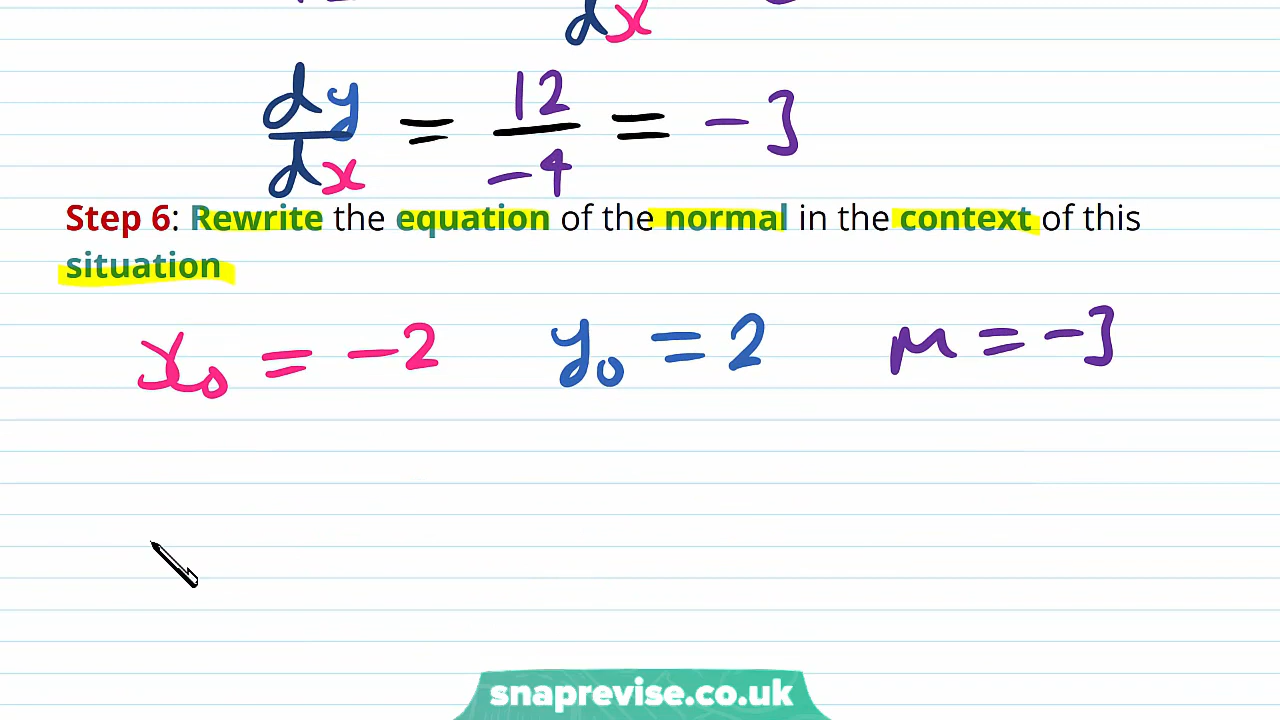 dx
dy/dx = 12/-4 = -3
Step 6: Rewrite the equation of the normal in the context of this
situation
x₀ = -2 y₀ = 2 m = -3
snaprevise.co.uk